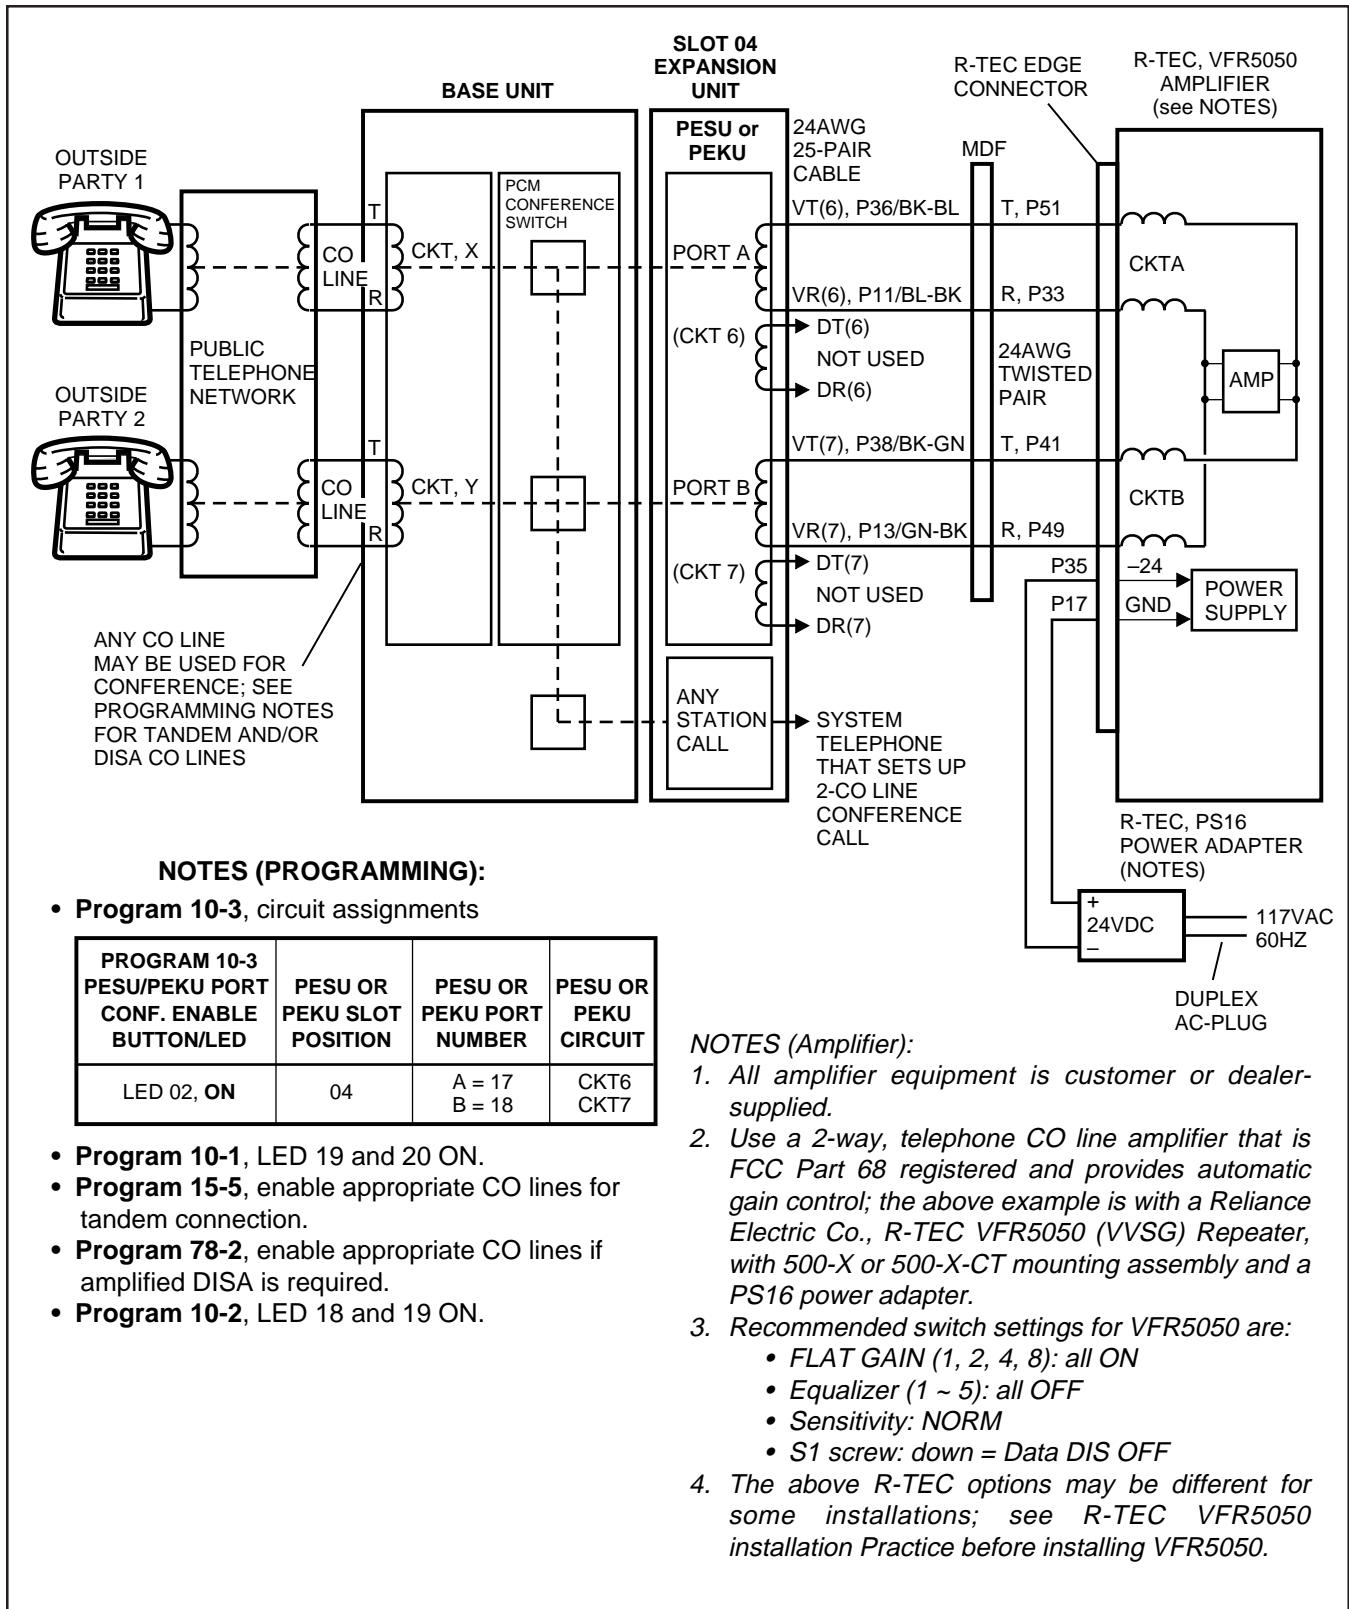 SLOT 04
EXPANSION
UNIT
BASE UNIT
R-TEC EDGE
CONNECTOR
R-TEC, VFR5050
AMPLIFIER
(see NOTES)
OUTSIDE
PARTY 1
PCM
CONFERENCE
SWITCH
PESU or
PEKU
24AWG
25-PAIR
CABLE
MDF
T
CO
LINE
R
CKT, X
PORT A
VT(6), P36/BK-BL
T, P51
CKTA
VR(6), P11/BL-BK
R, P33
(CKT 6)
DT(6)
NOT USED
DR(6)
24AWG
TWISTED
PAIR
AMP
PUBLIC
TELEPHONE
NETWORK
OUTSIDE
PARTY 2
T
CO
LINE
R
CKT, Y
PORT B
VT(7), P38/BK-GN
T, P41
CKTB
VR(7), P13/GN-BK
R, P49
(CKT 7)
DT(7)
NOT USED
DR(7)
P35
–24
P17
GND
POWER
SUPPLY
ANY CO LINE
MAY BE USED FOR
CONFERENCE; SEE
PROGRAMMING NOTES
FOR TANDEM AND/OR
DISA CO LINES
ANY
STATION
CALL
SYSTEM
TELEPHONE
THAT SETS UP
2-CO LINE
CONFERENCE
CALL
R-TEC, PS16
POWER ADAPTER
(NOTES)
+
24VDC
–
117VAC
60HZ
DUPLEX
AC-PLUG
NOTES (PROGRAMMING):
• Program 10-3, circuit assignments
PROGRAM 10-3
PESU/PEKU PORT
CONF. ENABLE
BUTTON/LED
PESU OR
PEKU SLOT
POSITION
PESU OR
PEKU PORT
NUMBER
PESU OR
PEKU
CIRCUIT
LED 02, ON
04
A = 17
B = 18
CKT6
CKT7
• Program 10-1, LED 19 and 20 ON.
• Program 15-5, enable appropriate CO lines for
tandem connection.
• Program 78-2, enable appropriate CO lines if
amplified DISA is required.
• Program 10-2, LED 18 and 19 ON.
NOTES (Amplifier):
1. All amplifier equipment is customer or dealer-
supplied.
2. Use a 2-way, telephone CO line amplifier that is
FCC Part 68 registered and provides automatic
gain control; the above example is with a Reliance
Electric Co., R-TEC VFR5050 (VVSG) Repeater,
with 500-X or 500-X-CT mounting assembly and a
PS16 power adapter.
3. Recommended switch settings for VFR5050 are:
• FLAT GAIN (1, 2, 4, 8): all ON
• Equalizer (1 ~ 5): all OFF
• Sensitivity: NORM
• S1 screw: down = Data DIS OFF
4. The above R-TEC options may be different for
some installations; see R-TEC VFR5050
installation Practice before installing VFR5050.